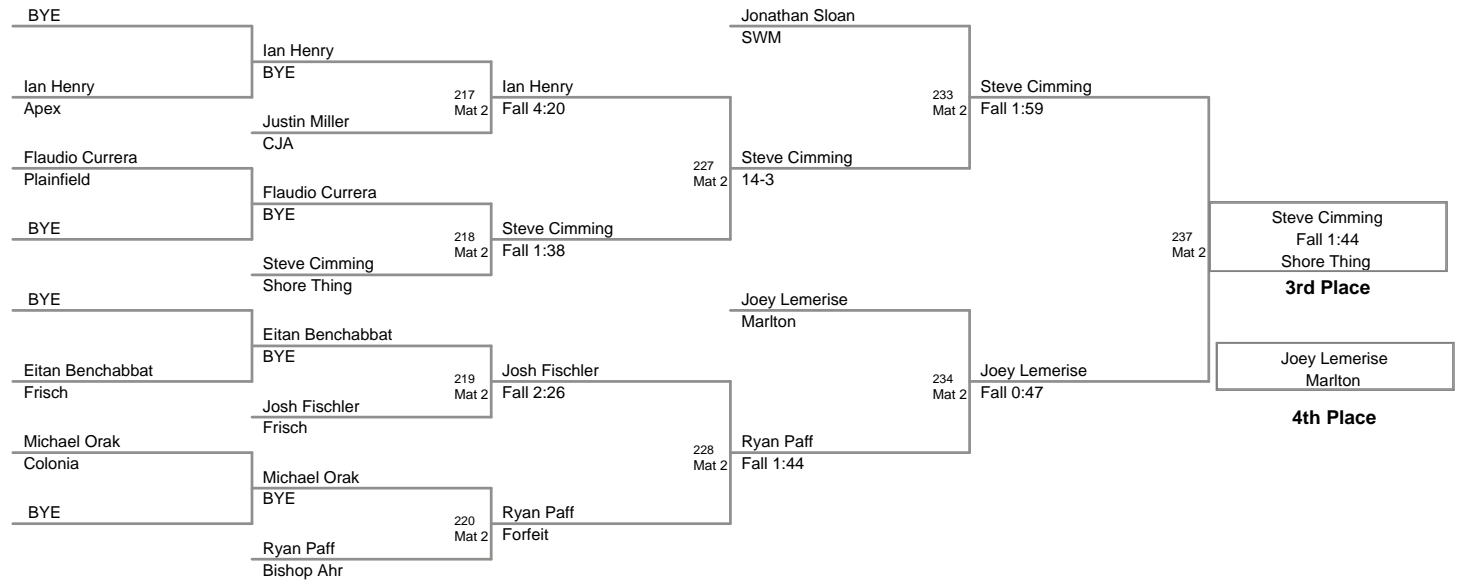 BYE
Ian Henry
Apex
Flaudio Currera
Plainfield
BYE
BYE
Eitan Benchabbat
Frisch
Michael Orak
Colonia
BYE
Ian Henry
BYE
217
Mat 2
Justin Miller
CJA
Flaudio Currera
BYE
218
Mat 2
Steve Cimming
Shore Thing
Eitan Benchabbat
BYE
219
Mat 2
Josh Fischler
Frisch
Michael Orak
BYE
220
Mat 2
Ryan Paff
Bishop Ahr
Ian Henry
Fall 4:20
227
Mat 2
Steve Cimming
Fall 1:38
Josh Fischler
Fall 2:26
228
Mat 2
Ryan Paff
Forfeit
Jonathan Sloan
SWM
233
Mat 2
Steve Cimming
14-3
Joey Lemerise
Marlton
234
Mat 2
Ryan Paff
Fall 1:44
Steve Cimming
Fall 1:59
237
Mat 2
Joey Lemerise
Fall 0:47
Steve Cimming
Fall 1:44
Shore Thing
3rd Place
Joey Lemerise
Marlton
4th Place